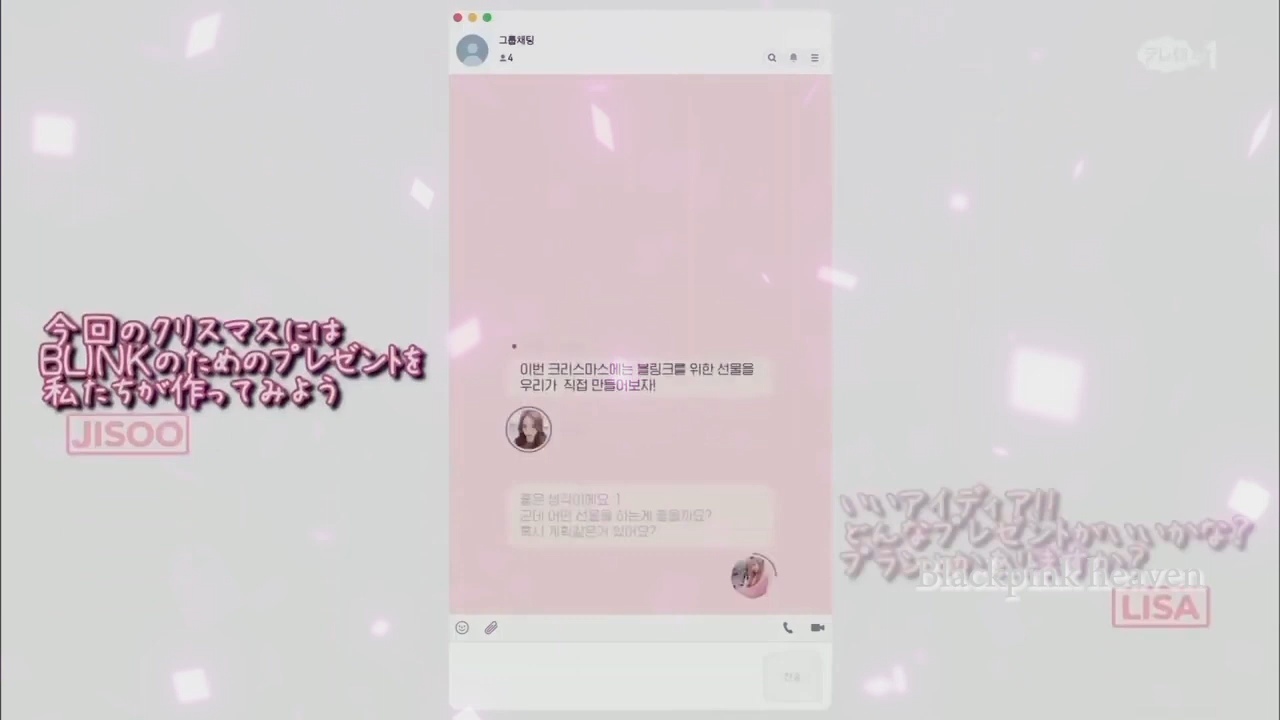 그룹채팅
4
今回のクリスマスには
BLINKのためのプレゼントを
私たちが作ってみよう
JISOO
이번 크리스마스에는 블링크를 위한 선물을
우리가 직접 만들어보자!
좋은 생각이에요
근데 어떤 선물을 하는게 좋을까요?
혹시 계획같은거 있어요?
いいアイディア!!
どんなプレゼントがいいかな?
Blackpink Heaven
LISA
전송